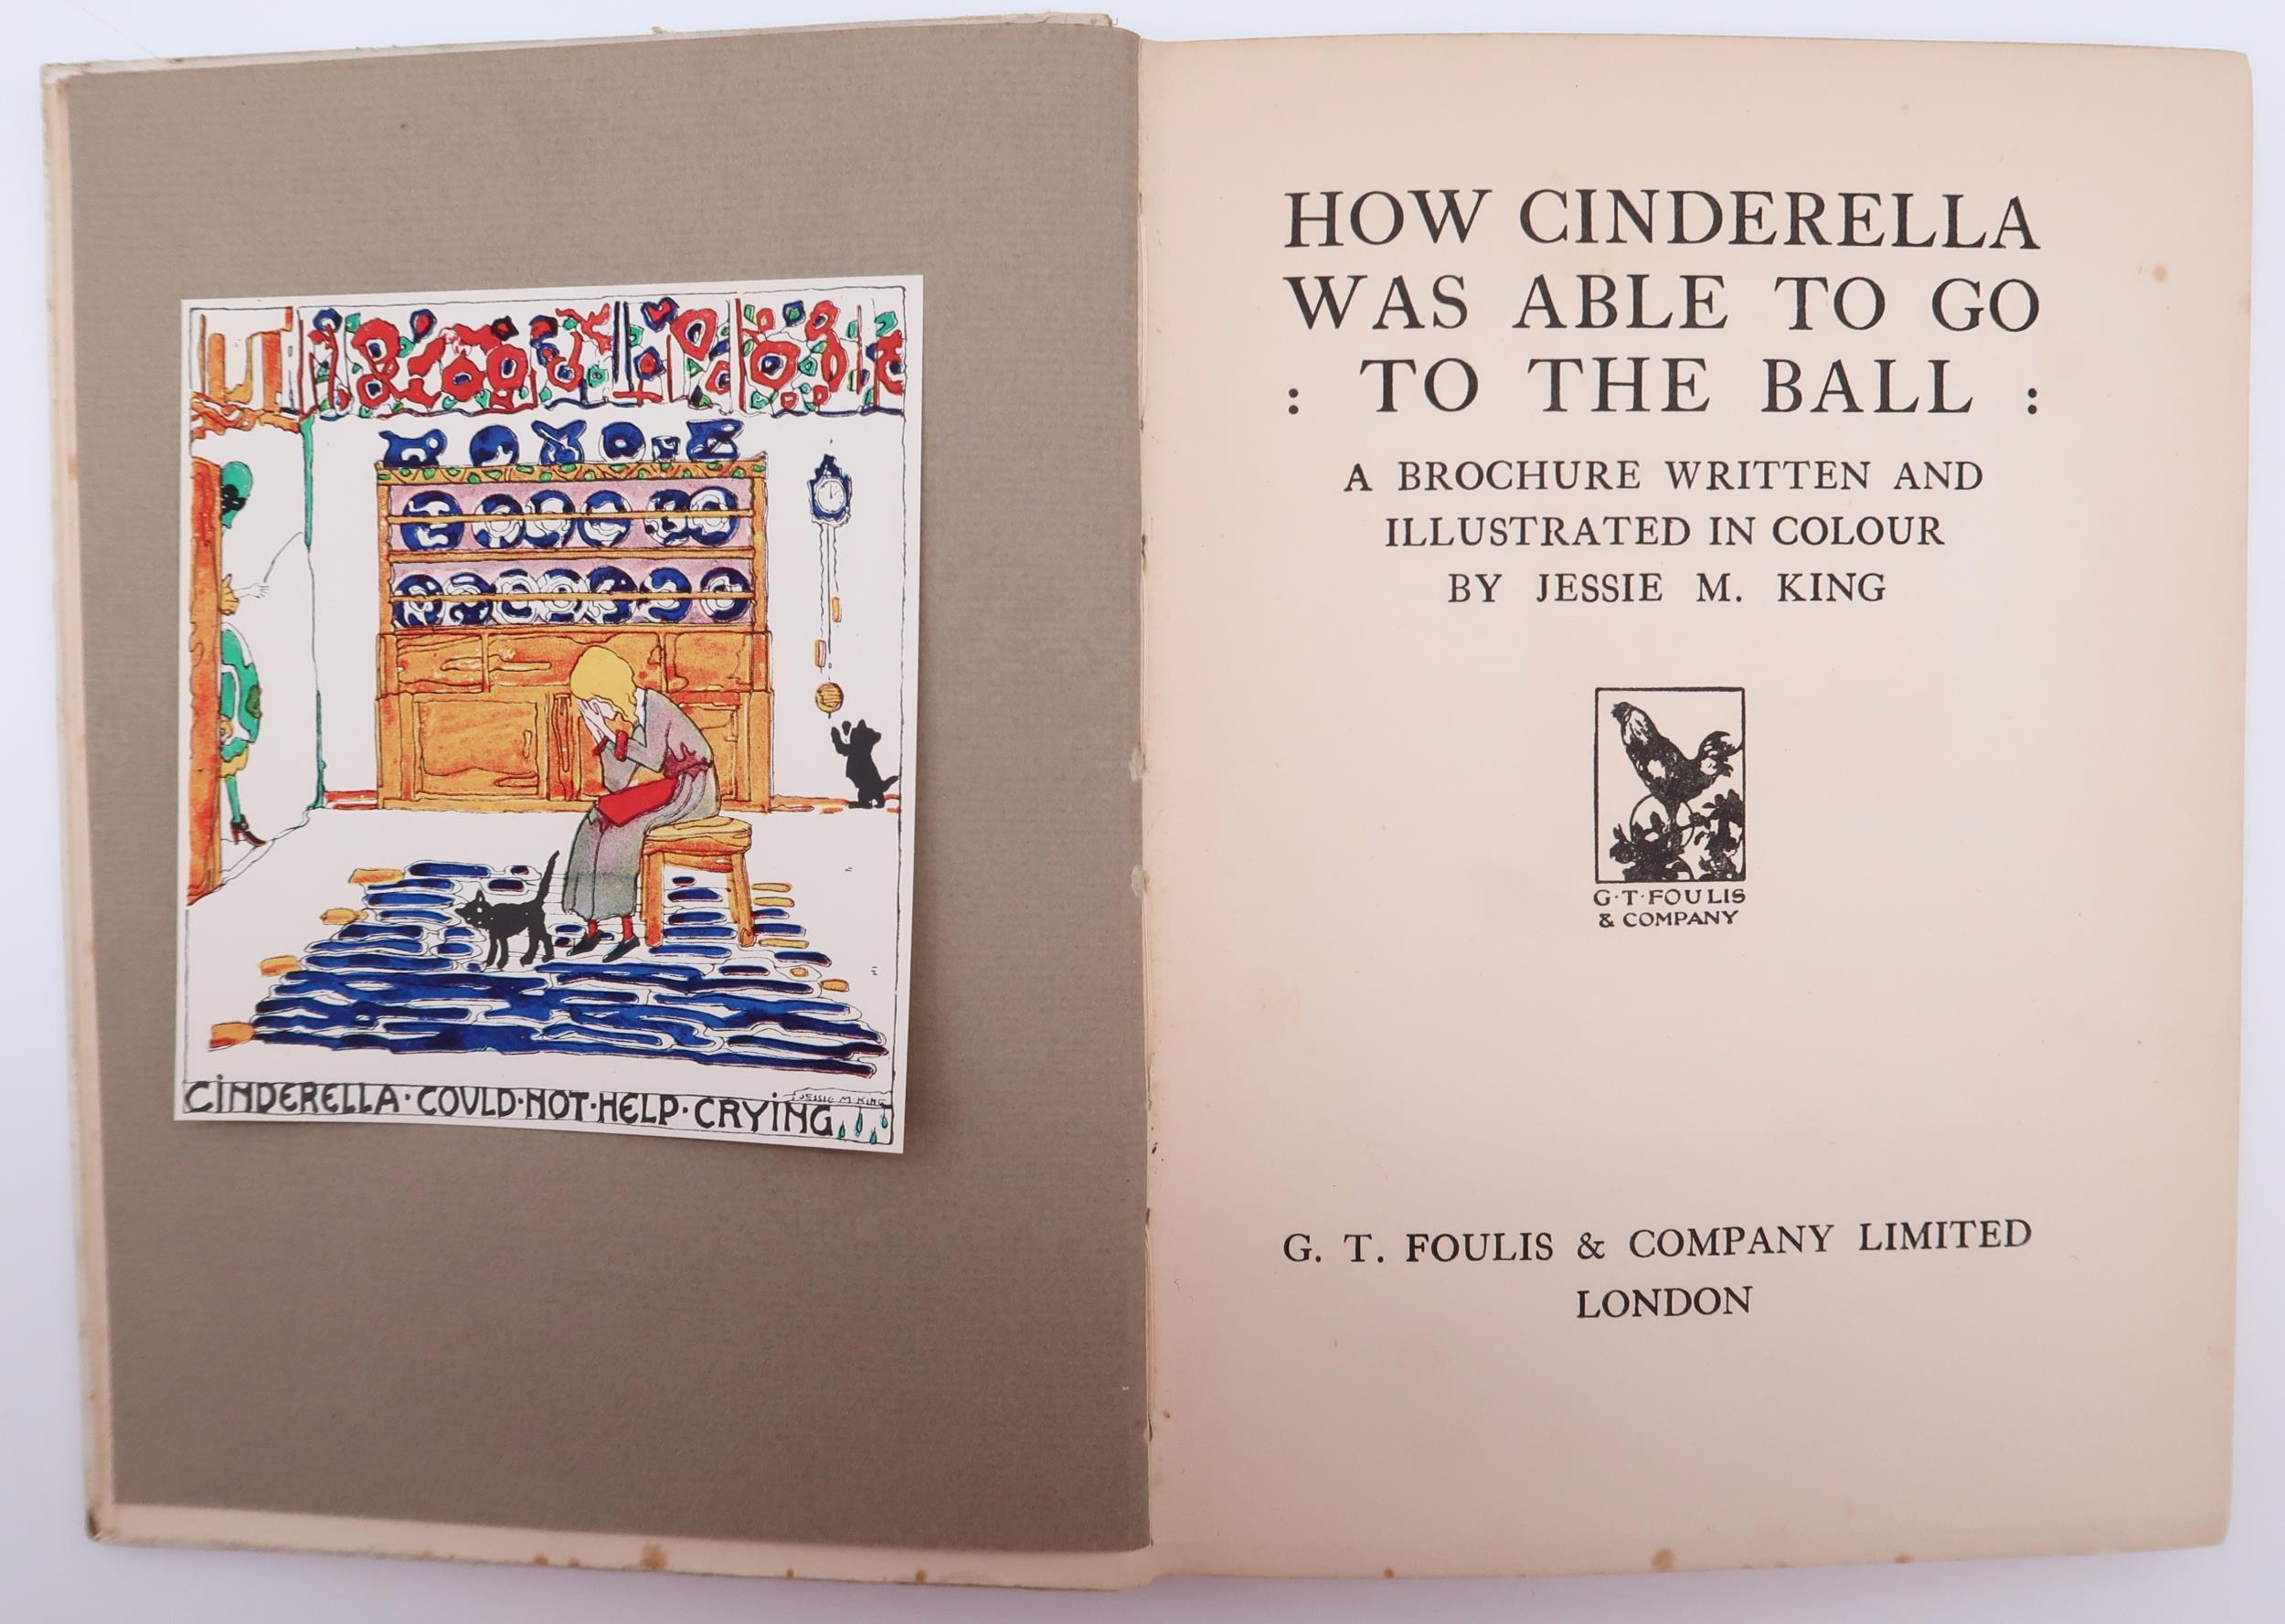 CINDERELLA·COULD·NOT·HELP·CRYING
JESSIE M KING
HOW CINDERELLA
WAS ABLE TO GO
: TO THE BALL :
A BROCHURE WRITTEN AND
ILLUSTRATED IN COLOUR
BY JESSIE M. KING
G·T·FOULIS
& COMPANY
G. T. FOULIS & COMPANY LIMITED
LONDON